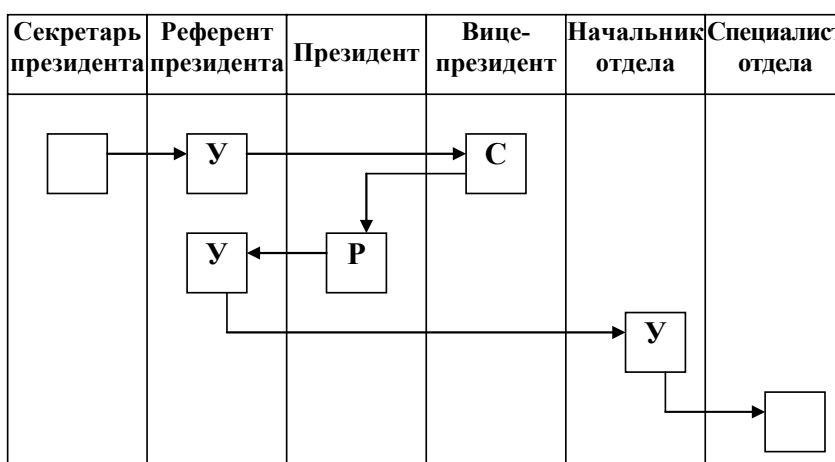 Секретарь президента
Референт президента
Президент
Вице-президент
Начальник отдела
Специалист отдела
У
С
У
Р
У